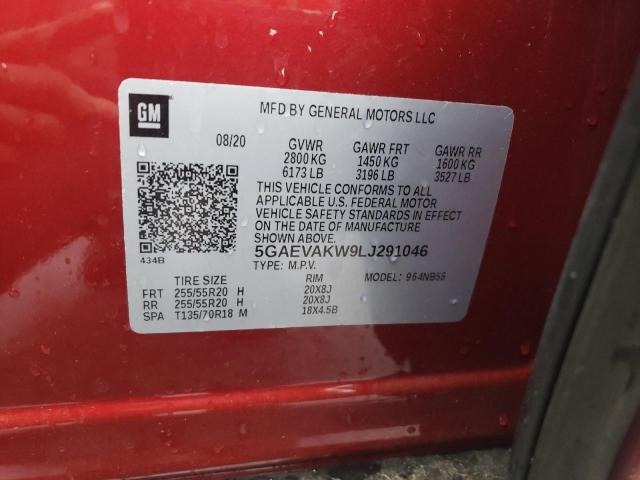 GM
MFD BY GENERAL MOTORS LLC
08/20 GVWR GAWR FRT GAWR RR
2800 KG 1450 KG 1600 KG
6173 LB 3196 LB 3527 LB
THIS VEHICLE CONFORMS TO ALL
APPLICABLE U.S. FEDERAL MOTOR
VEHICLE SAFETY STANDARDS IN EFFECT
ON THE DATE OF MANUFACTURE
SHOWN ABOVE.
434B
5GAEVAKW9LJ291046
TYPE: M.P.V. MODEL: 964NB56
TIRE SIZE RIM
FRT 255/55R20 H 20X8J
RR 255/55R20 H 20X8J
SPA T135/70R18 M 18X4.5B